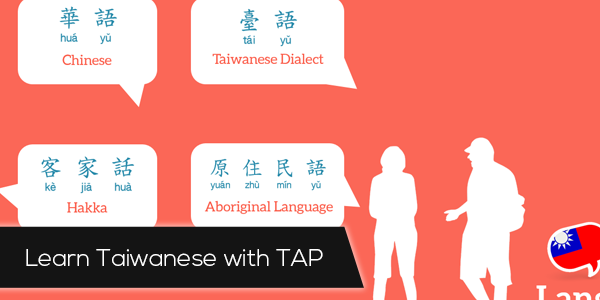 華語
huá yǔ
Chinese
臺語
tái yǔ
Taiwanese Dialect
客家話
kè jiā huà
Hakka
原住民語
yuán zhù mín yǔ
Aboriginal Language
Learn Taiwanese with TAP